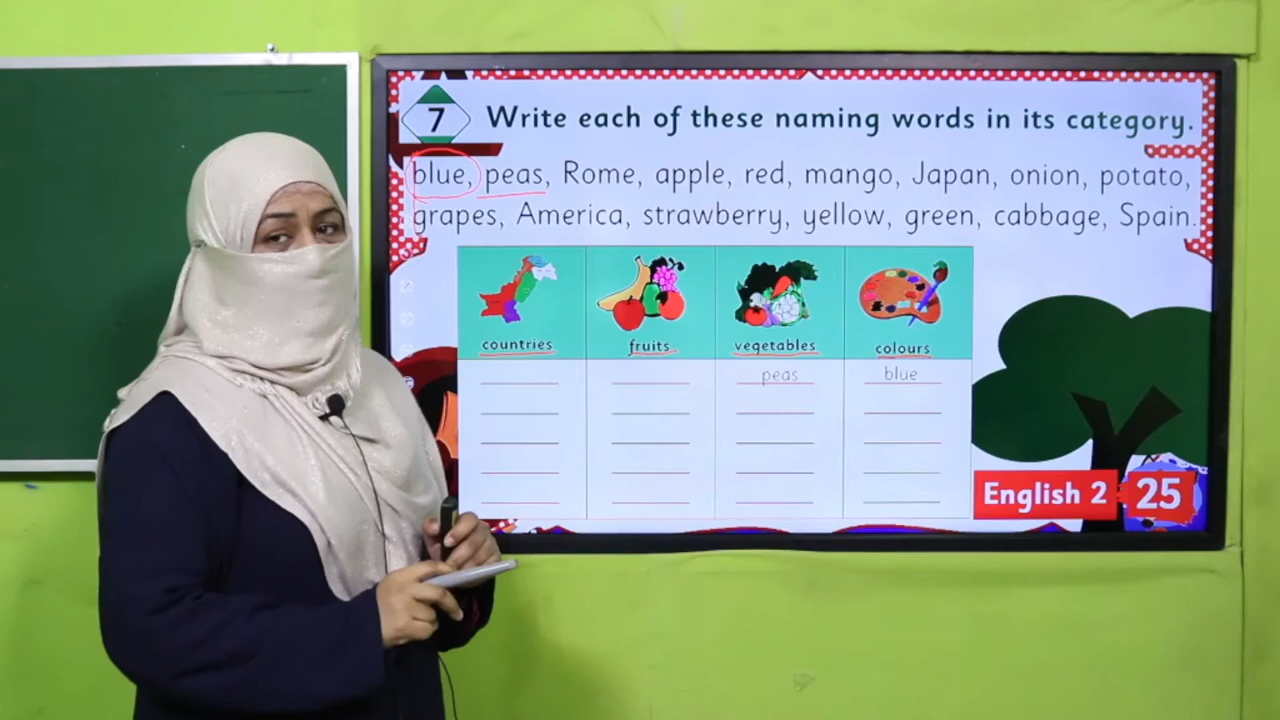 7 Write each of these naming words in its category.
blue, peas, Rome, apple, red, mango, Japan, onion, potato,
grapes, America, strawberry, yellow, green, cabbage, Spain.
countries fruits vegetables colours
peas blue
English 2 25